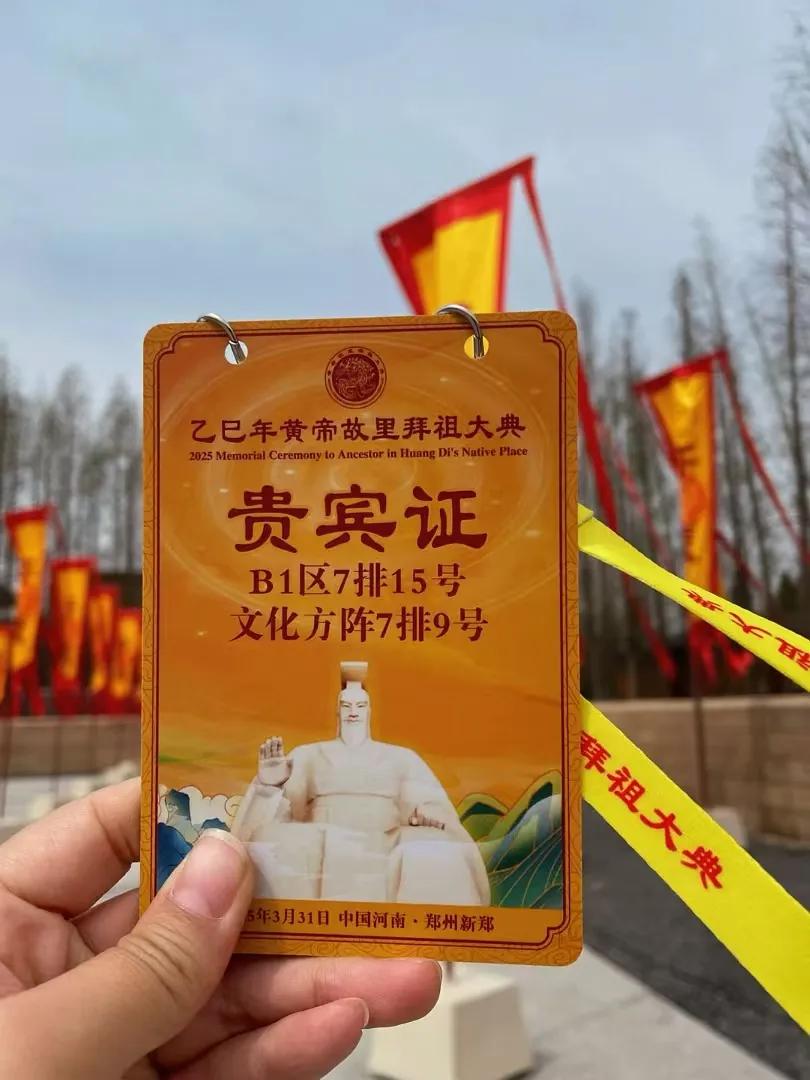 乙巳年黄帝故里拜祖大典
2025 Memorial Ceremony to Ancestor in Huang Di's Native Place
贵宾证
B1区7排15号
文化方阵7排9号
5年3月31日 中国河南·郑州新郑
祖大典
拜祖大典